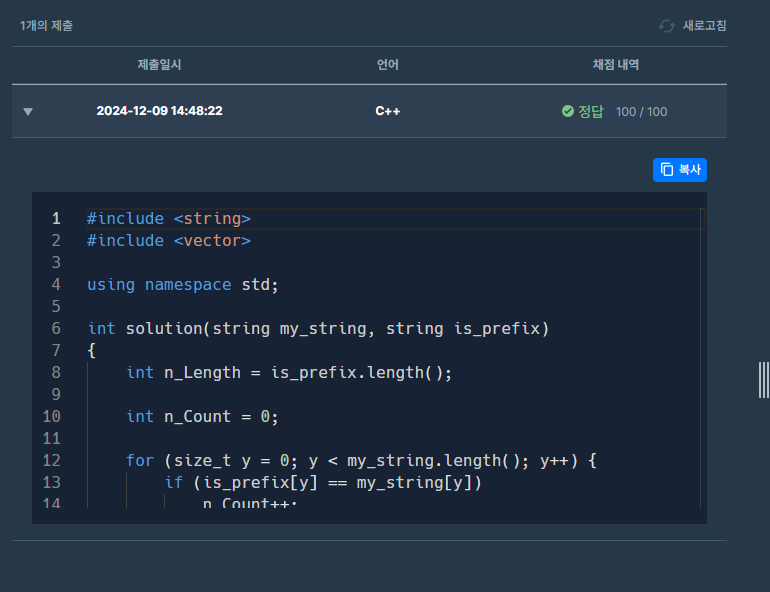 1개의 제출
새로고침
제출일시 언어 채점 내역
▼ 2024-12-09 14:48:22 C++ 정답 100 / 100
복사
1 #include <string>
2 #include <vector>
3
4 using namespace std;
5
6 int solution(string my_string, string is_prefix)
7 {
8 int n_Length = is_prefix.length();
9
10 int n_Count = 0;
11
12 for (size_t y = 0; y < my_string.length(); y++) {
13 if (is_prefix[y] == my_string[y])
14 n_Count++;